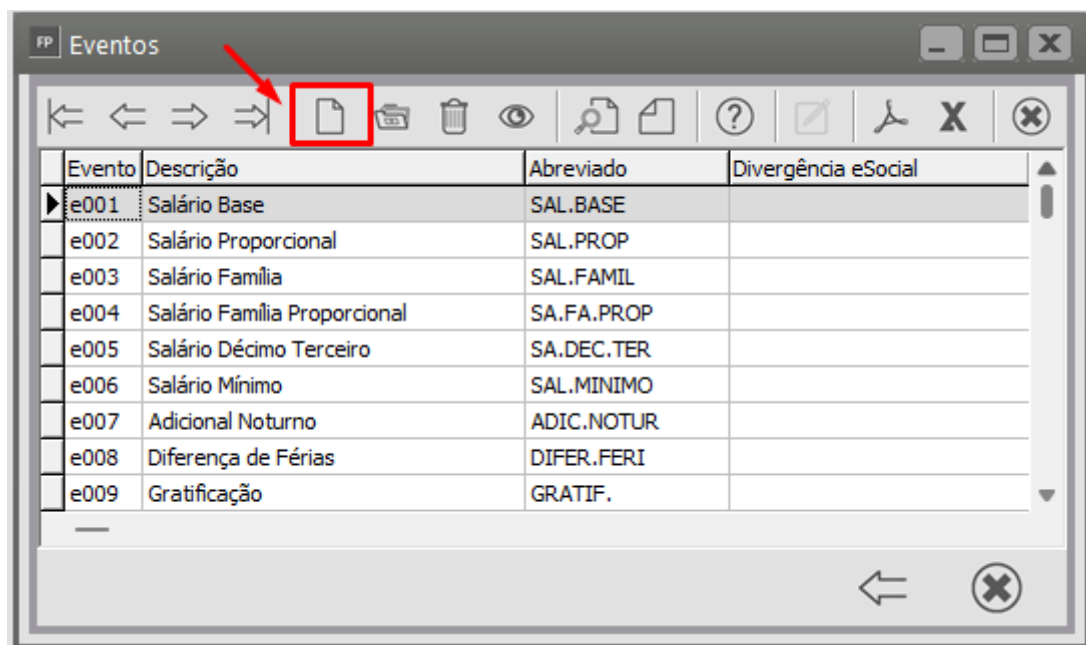 FP Eventos
Evento Descrição Abreviado Divergência eSocial
e001 Salário Base SAL.BASE
e002 Salário Proporcional SAL.PROP
e003 Salário Família SAL.FAMIL
e004 Salário Família Proporcional SA.FA.PROP
e005 Salário Décimo Terceiro SA.DEC.TER
e006 Salário Mínimo SAL.MINIMO
e007 Adicional Noturno ADIC.NOTUR
e008 Diferença de Férias DIFER.FERI
e009 Gratificação GRATIF.